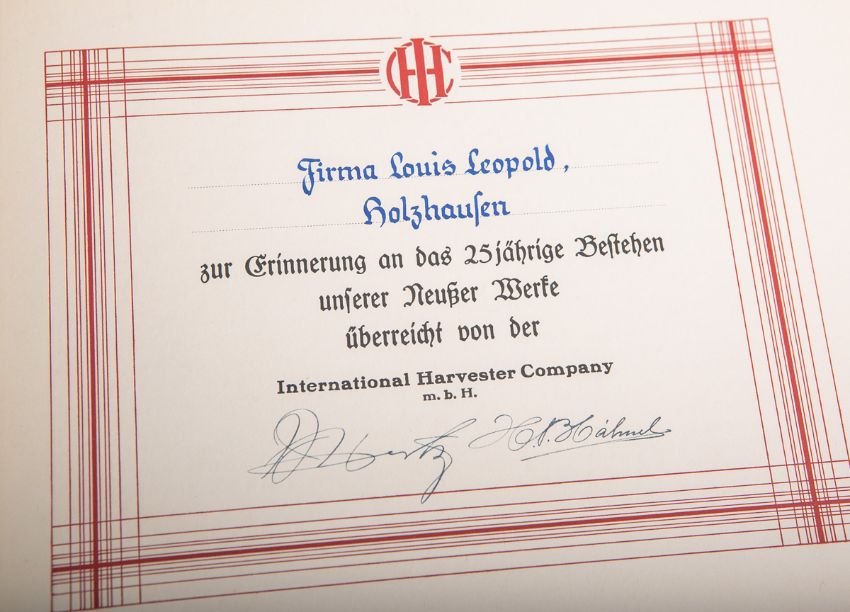 IHC
Firma Louis Leopold,
Holzhauſen
zur Erinnerung an das 25jährige Beſtehen
unſerer Neußer Werke
überreicht von der
International Harvester Company
m. b. H.